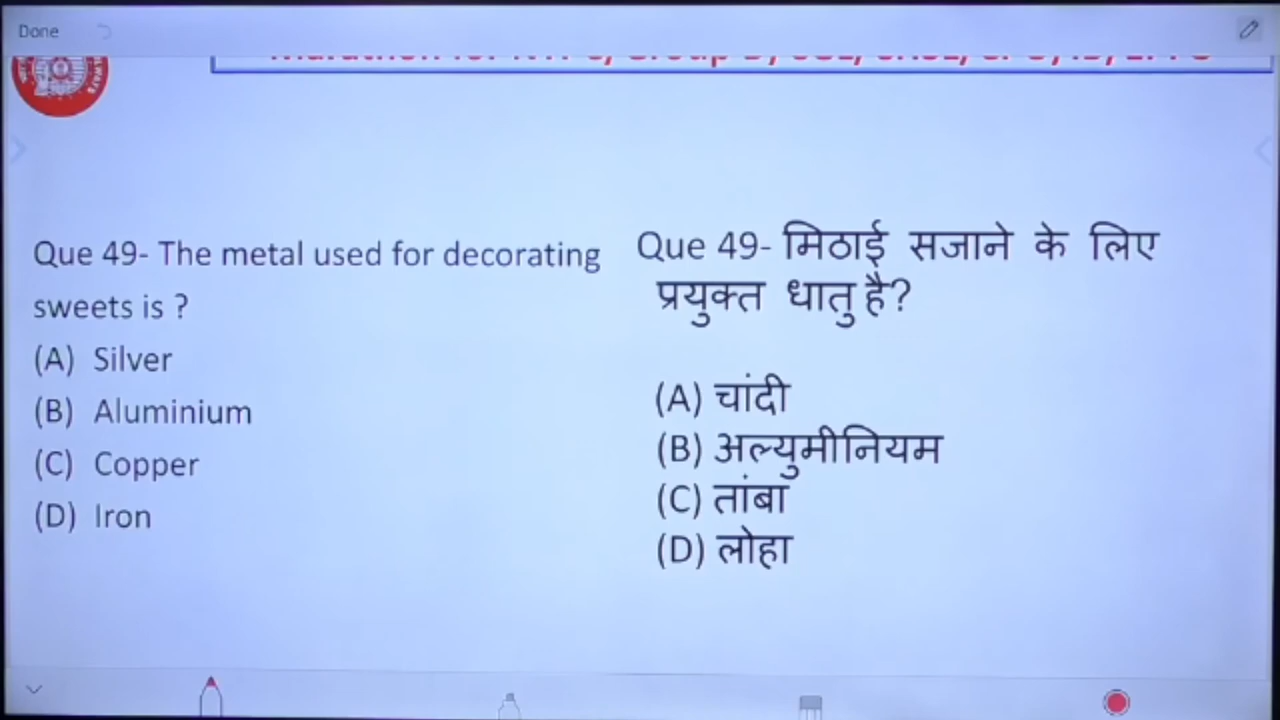 Done
Que 49- The metal used for decorating
sweets is ?
(A) Silver
(B) Aluminium
(C) Copper
(D) Iron
Que 49- मिठाई सजाने के लिए
प्रयुक्त धातु है?
(A) चांदी
(B) अल्युमीनियम
(C) तांबा
(D) लोहा